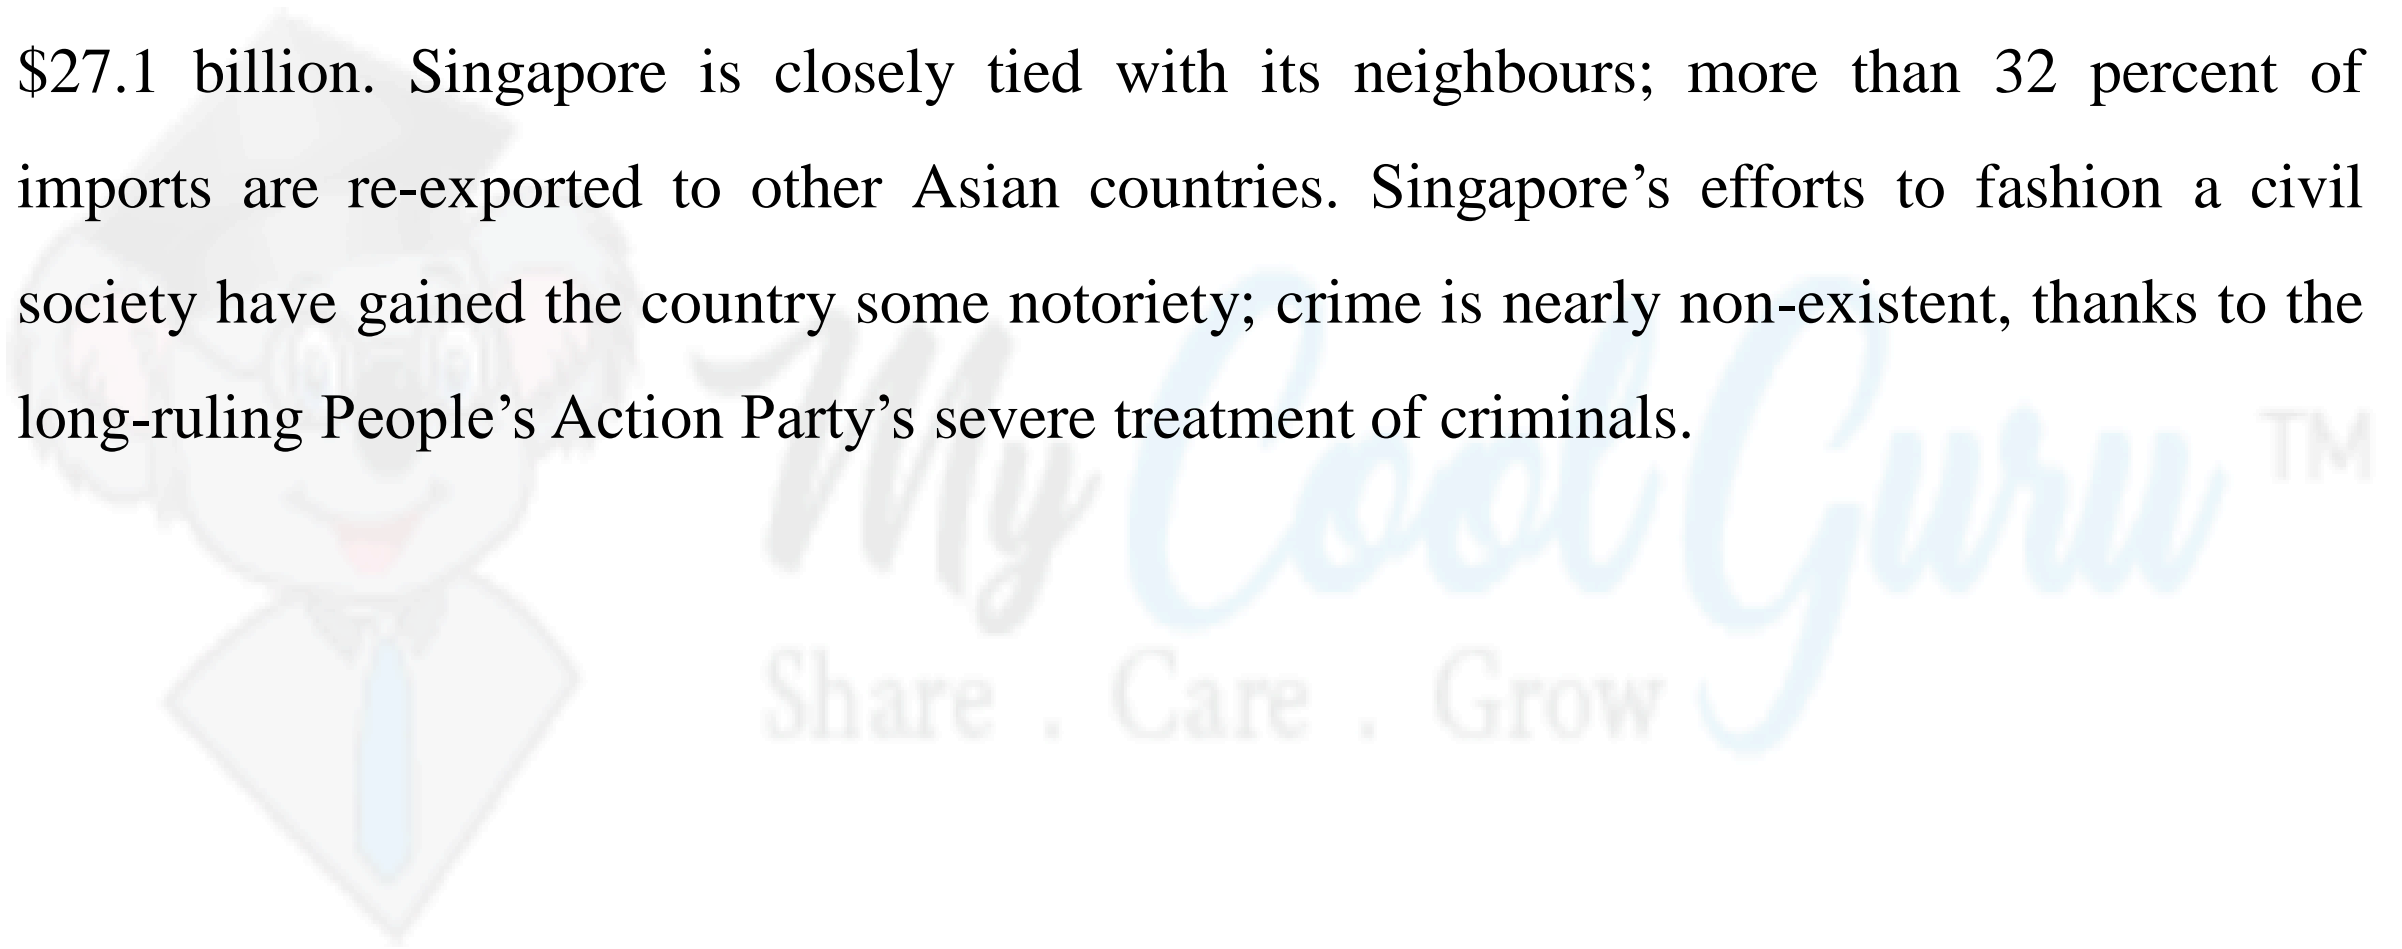 $27.1 billion. Singapore is closely tied with its neighbours; more than 32 percent of
imports are re-exported to other Asian countries. Singapore’s efforts to fashion a civil
society have gained the country some notoriety; crime is nearly non-existent, thanks to the
long-ruling People’s Action Party’s severe treatment of criminals.
My Cool Guru TM
Share . Care . Grow